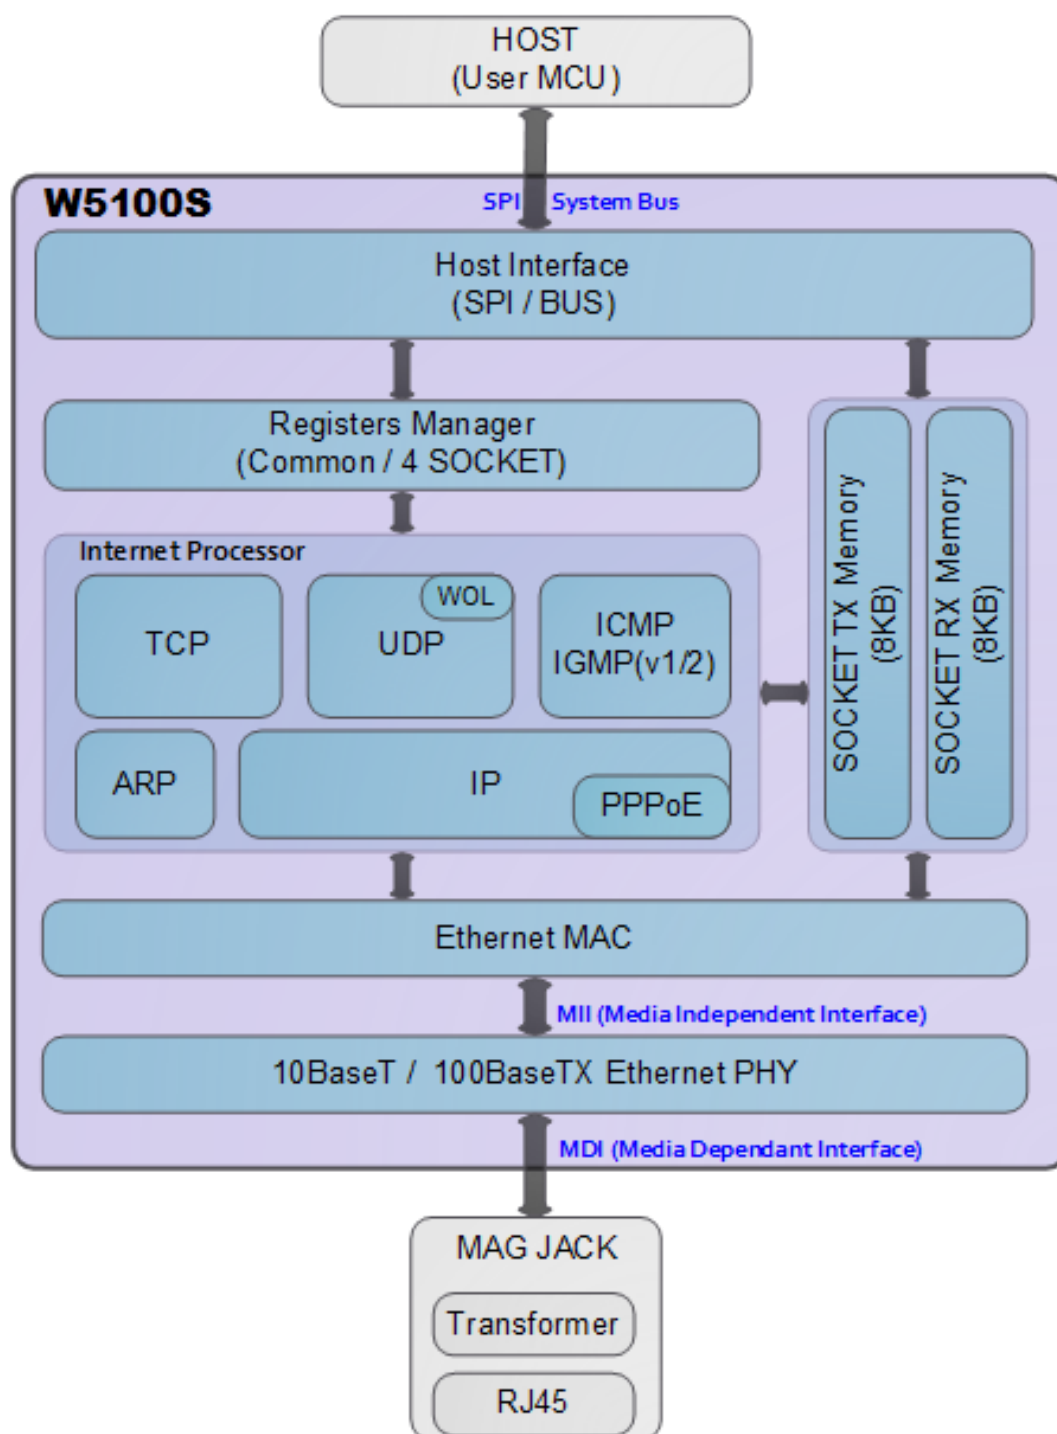 HOST
(User MCU)
W5100S
SPI System Bus
Host Interface
(SPI / BUS)
Registers Manager
(Common / 4 SOCKET)
Internet Processor
TCP
UDP
WOL
ICMP
IGMP(v1/2)
ARP
IP
PPPoE
SOCKET TX Memory
(8KB)
SOCKET RX Memory
(8KB)
Ethernet MAC
MII (Media Independent Interface)
10BaseT / 100BaseTX Ethernet PHY
MDI (Media Dependant Interface)
MAG JACK
Transformer
RJ45